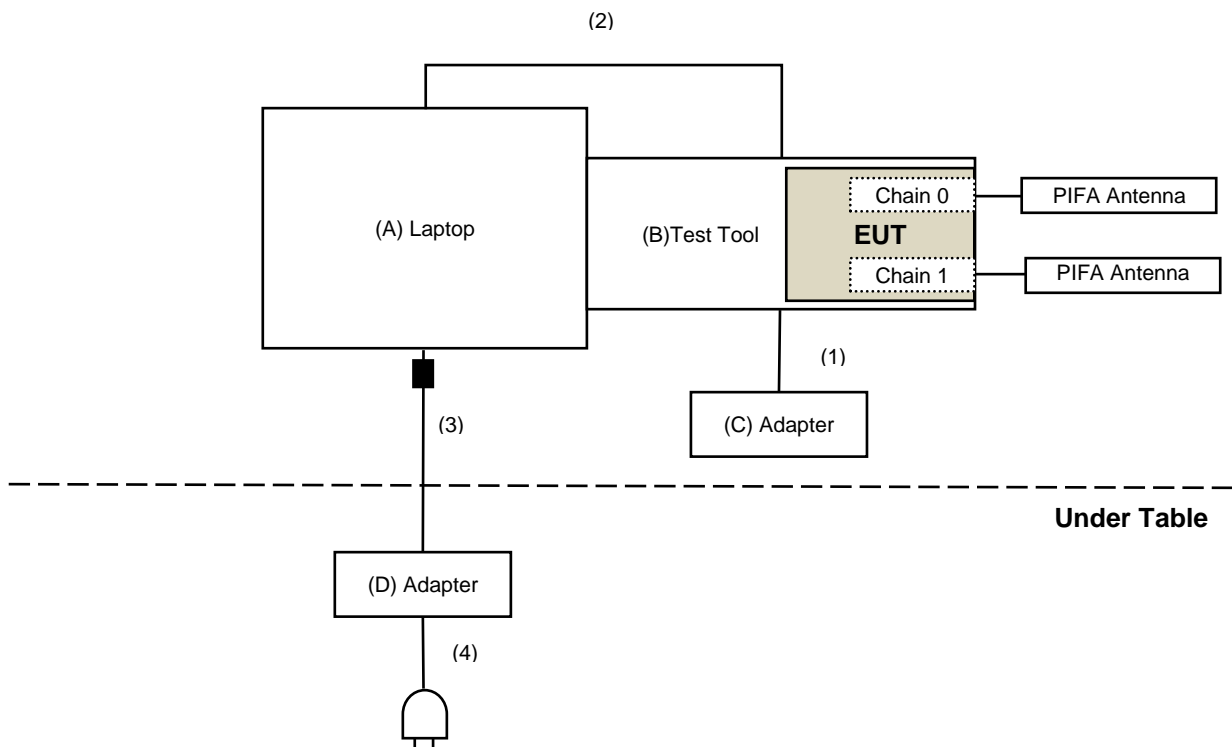 (2)
(A) Laptop
(B)Test Tool
Chain 0
EUT
Chain 1
PIFA Antenna
PIFA Antenna
(1)
(C) Adapter
(3)
Under Table
(D) Adapter
(4)